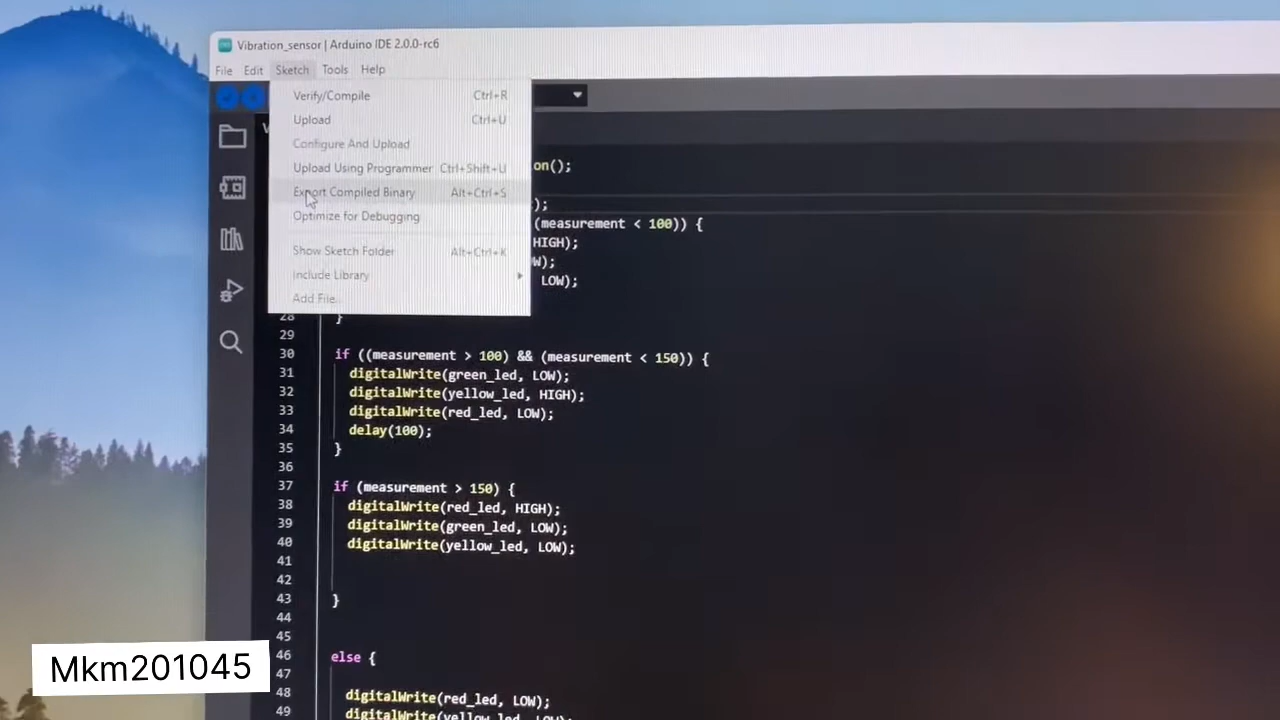 Vibration_sensor | Arduino IDE 2.0.0-rc6
File Edit Sketch Tools Help
Verify/Compile Ctrl+R
Upload Ctrl+U
Configure And Upload
Upload Using Programmer Ctrl+Shift+U
Export Compiled Binary Alt+Ctrl+S
Optimize for Debugging
Show Sketch Folder Alt+Ctrl+K
Include Library
Add File...
on();
);
(measurement < 100)) {
HIGH);
W);
LOW);
28 }
29
30 if ((measurement > 100) && (measurement < 150)) {
31 digitalWrite(green_led, LOW);
32 digitalWrite(yellow_led, HIGH);
33 digitalWrite(red_led, LOW);
34 delay(100);
35 }
36
37 if (measurement > 150) {
38 digitalWrite(red_led, HIGH);
39 digitalWrite(green_led, LOW);
40 digitalWrite(yellow_led, LOW);
41
42
43 }
44
45
46 else {
47
48 digitalWrite(red_led, LOW);
49 digitalWrite(yellow_led, LOW);
Mkm201045